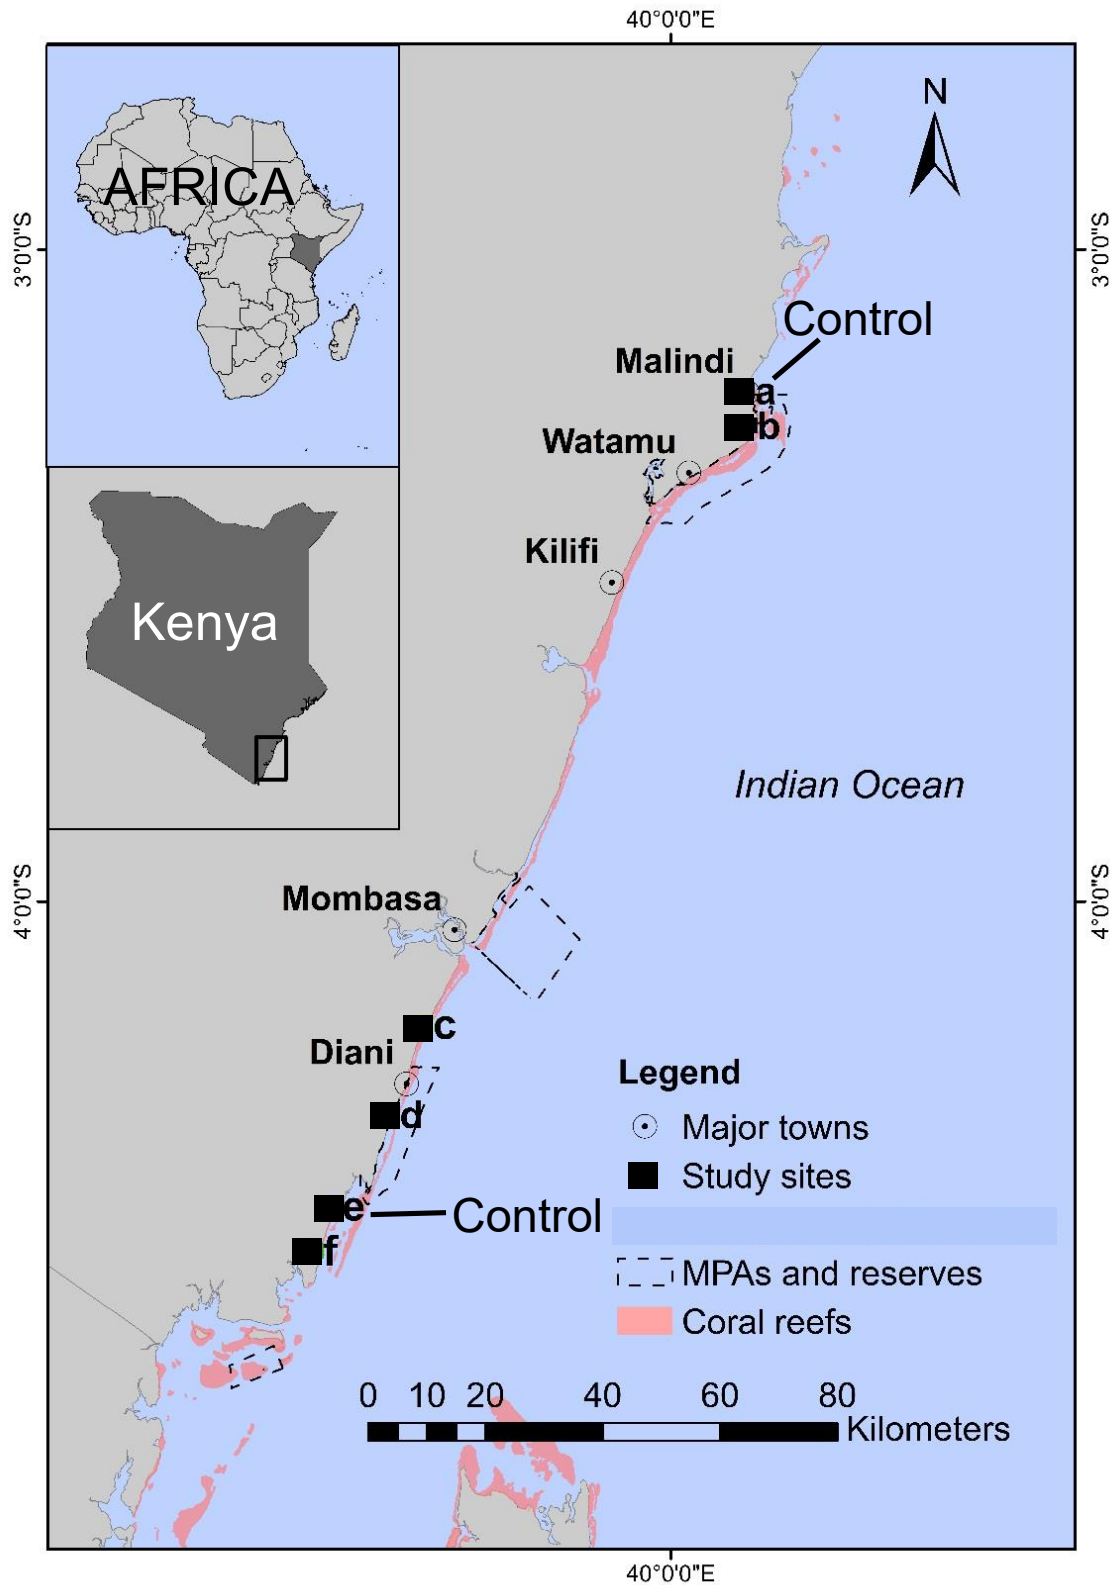 40°0'0"E
N
AFRICA
3°0'0"S
3°0'0"S
Control
Malindi
a
b
Watamu
Kilifi
Kenya
Indian Ocean
4°0'0"S
4°0'0"S
Mombasa
c
Diani
d
e
Control
f
Legend
Major towns
Study sites
MPAs and reserves
Coral reefs
0 10 20 40 60 80
Kilometers
40°0'0"E